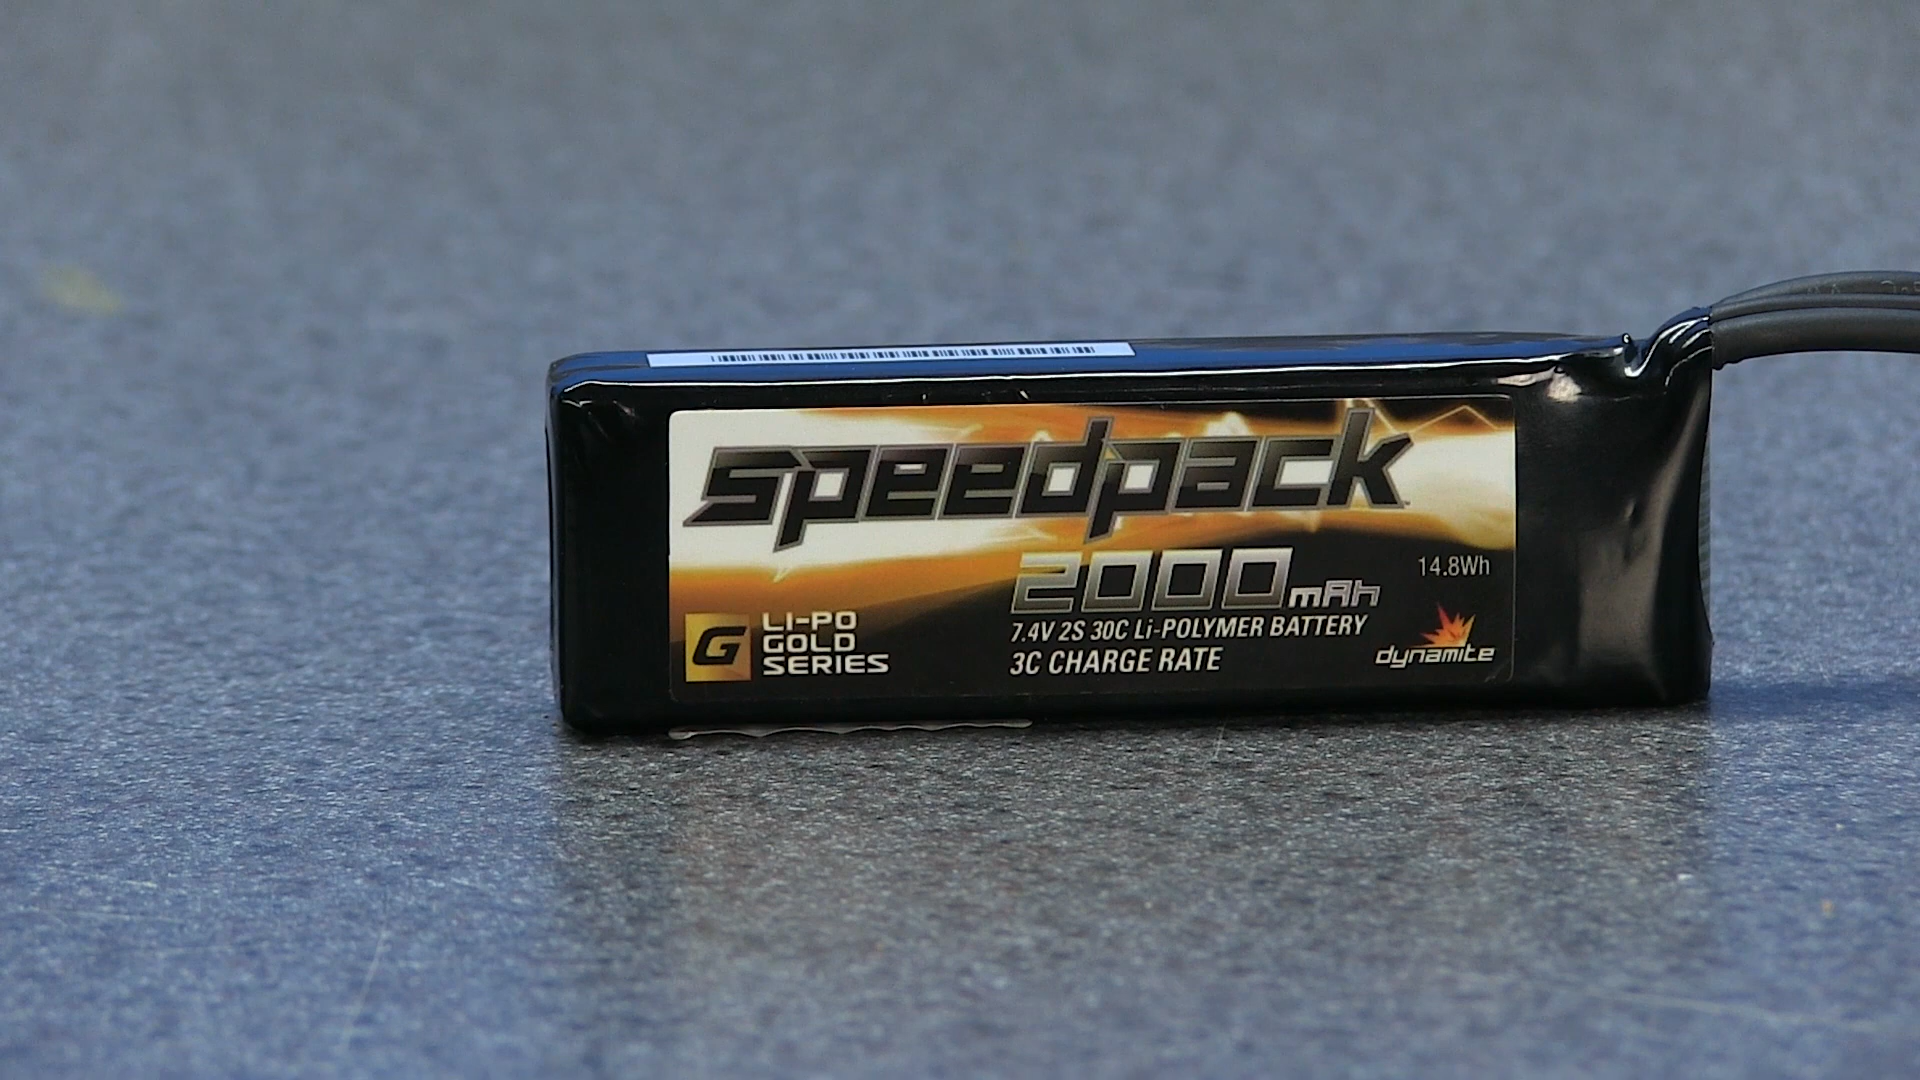 speedpack
2000mAh
14.8Wh
G
LI-PO
GOLD
SERIES
7.4V 2S 30C Li-POLYMER BATTERY
3C CHARGE RATE
dynamite